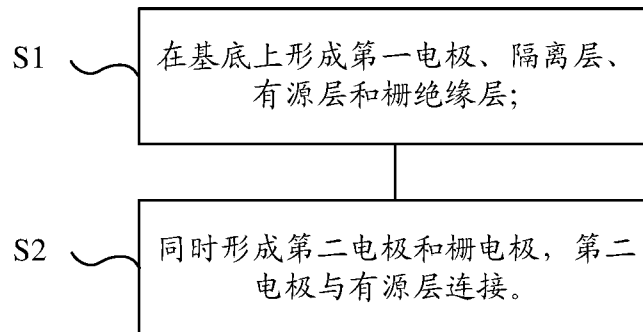 S1
在基底上形成第一电极、隔离层、
有源层和栅绝缘层;
S2
同时形成第二电极和栅电极，第二
电极与有源层连接。